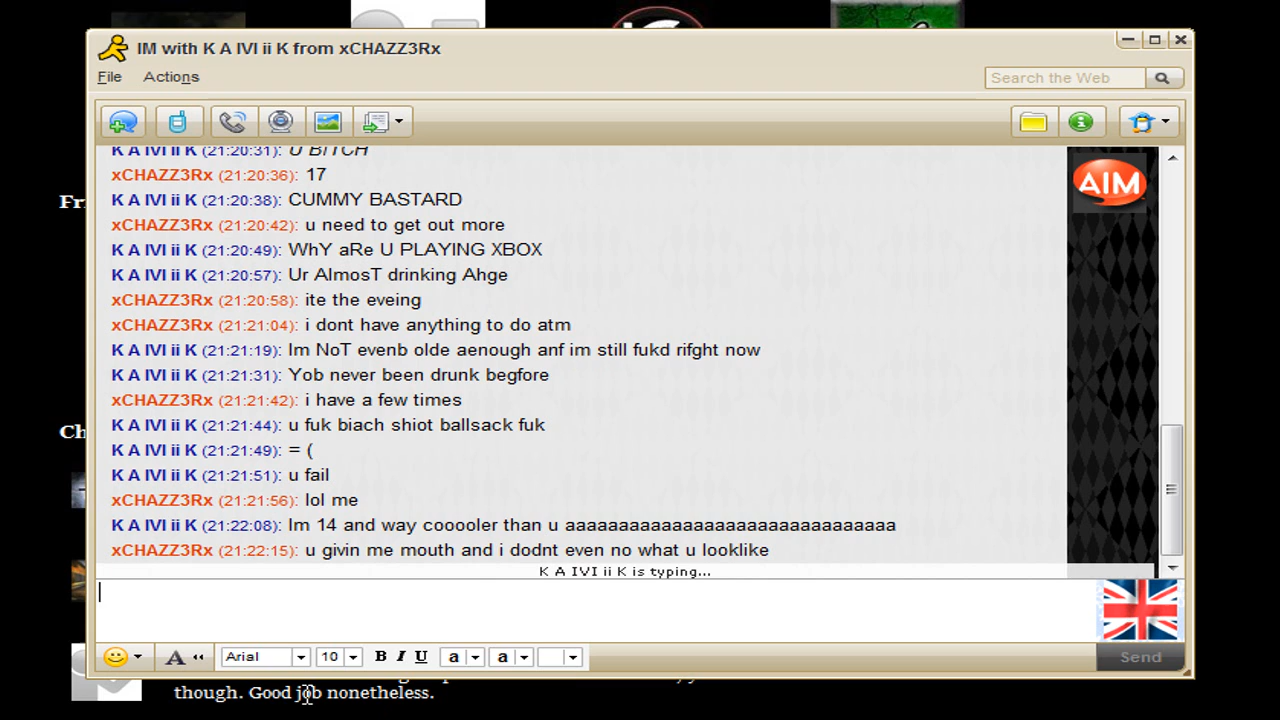 IM with K A IVI ii K from xCHAZZ3Rx
File Actions
Search the Web
K A IVI ii K (21:20:31): U BITCH
xCHAZZ3Rx (21:20:36): 17
K A IVI ii K (21:20:38): CUMMY BASTARD
xCHAZZ3Rx (21:20:42): u need to get out more
K A IVI ii K (21:20:49): WhY aRe U PLAYING XBOX
K A IVI ii K (21:20:57): Ur AlmosT drinking Ahge
xCHAZZ3Rx (21:20:58): ite the eveing
xCHAZZ3Rx (21:21:04): i dont have anything to do atm
K A IVI ii K (21:21:19): Im NoT evenb olde aenough anf im still fukd rifght now
K A IVI ii K (21:21:31): Yob never been drunk begfore
xCHAZZ3Rx (21:21:42): i have a few times
K A IVI ii K (21:21:44): u fuk biach shiot ballsack fuk
K A IVI ii K (21:21:49): = (
K A IVI ii K (21:21:51): u fail
xCHAZZ3Rx (21:21:56): lol me
K A IVI ii K (21:22:08): Im 14 and way cooooler than u aaaaaaaaaaaaaaaaaaaaaaaaaaaaaaa
xCHAZZ3Rx (21:22:15): u givin me mouth and i dodnt even no what u looklike
K A IVI ii K is typing...
AIM
Fri
Ch
Arial 10 B I U a a
Send
though. Good job nonetheless.